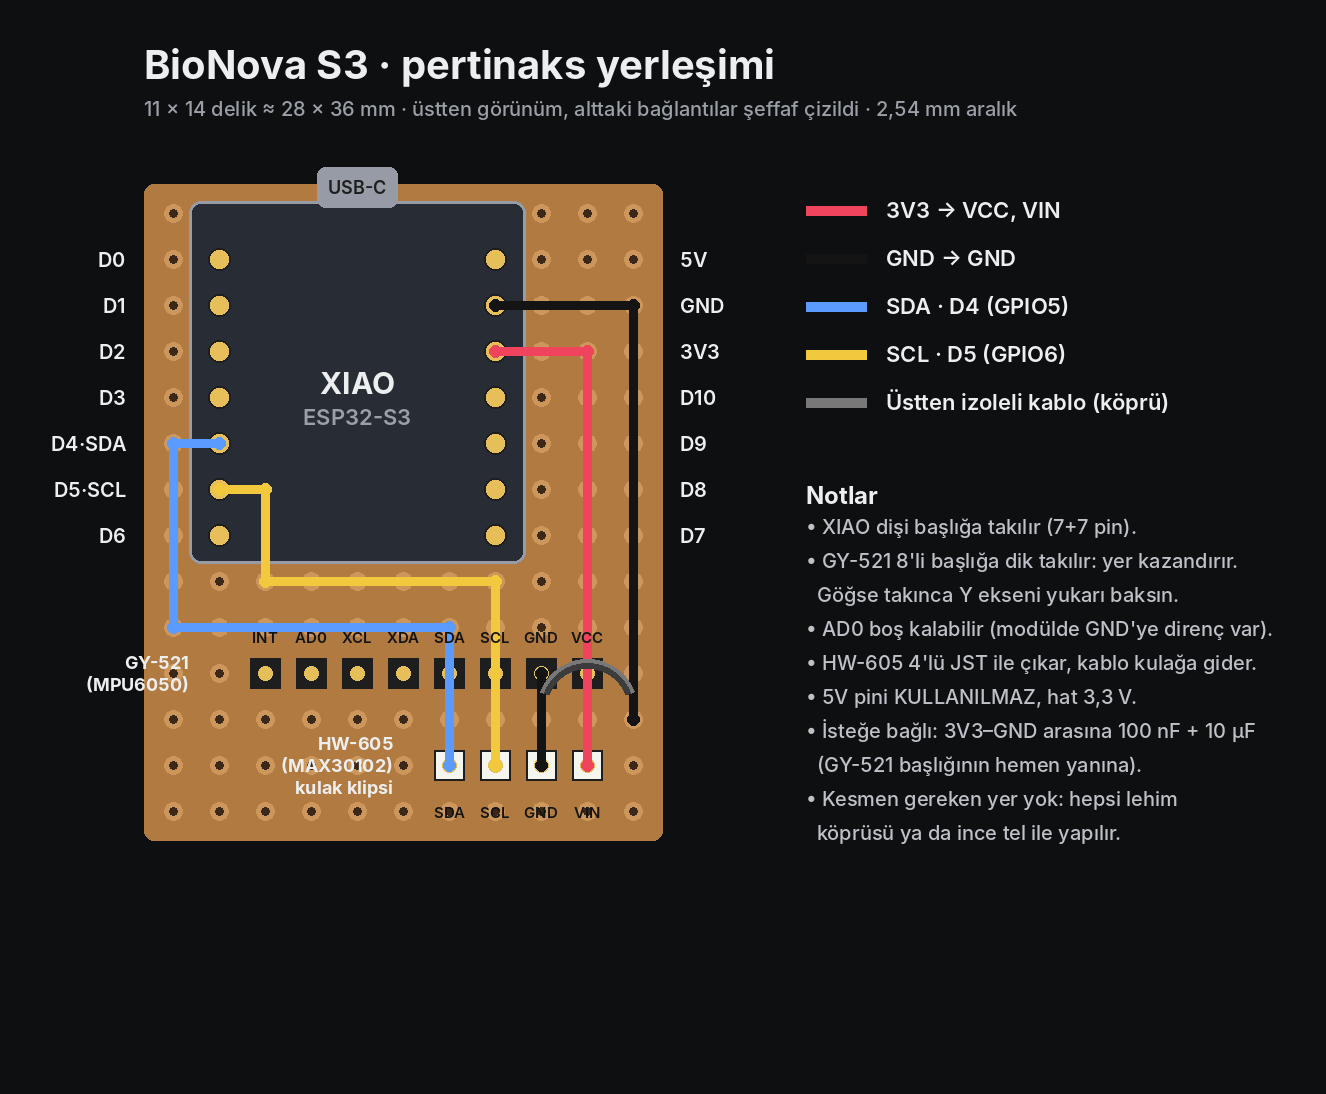 BioNova S3 · pertinaks yerleşimi
11 × 14 delik ≈ 28 × 36 mm · üstten görünüm, alttaki bağlantılar şeffaf çizildi · 2,54 mm aralık
USB-C
D0
D1
D2
D3
D4·SDA
D5·SCL
D6
XIAO
ESP32-S3
5V
GND
3V3
D10
D9
D8
D7
INT AD0 XCL XDA SDA SCL GND VCC
GY-521
(MPU6050)
HW-605
(MAX30102)
kulak klipsi
SDA SCL GND VIN
3V3 → VCC, VIN
GND → GND
SDA · D4 (GPIO5)
SCL · D5 (GPIO6)
Üstten izoleli kablo (köprü)
Notlar
• XIAO dişi başlığa takılır (7+7 pin).
• GY-521 8'li başlığa dik takılır: yer kazandırır.
Göğse takınca Y ekseni yukarı baksın.
• AD0 boş kalabilir (modülde GND'ye direnç var).
• HW-605 4'lü JST ile çıkar, kablo kulağa gider.
• 5V pini KULLANILMAZ, hat 3,3 V.
• İsteğe bağlı: 3V3–GND arasına 100 nF + 10 µF
(GY-521 başlığının hemen yanına).
• Kesmen gereken yer yok: hepsi lehim
köprüsü ya da ince tel ile yapılır.